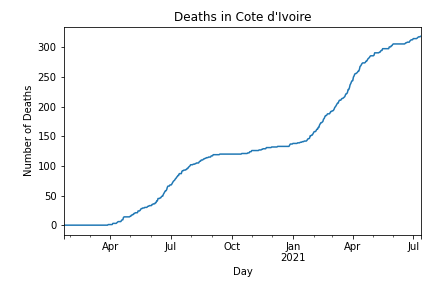 Deaths in Cote d'Ivoire
Number of Deaths
300
250
200
150
100
50
0
Apr Jul Oct Jan Apr Jul
2021
Day